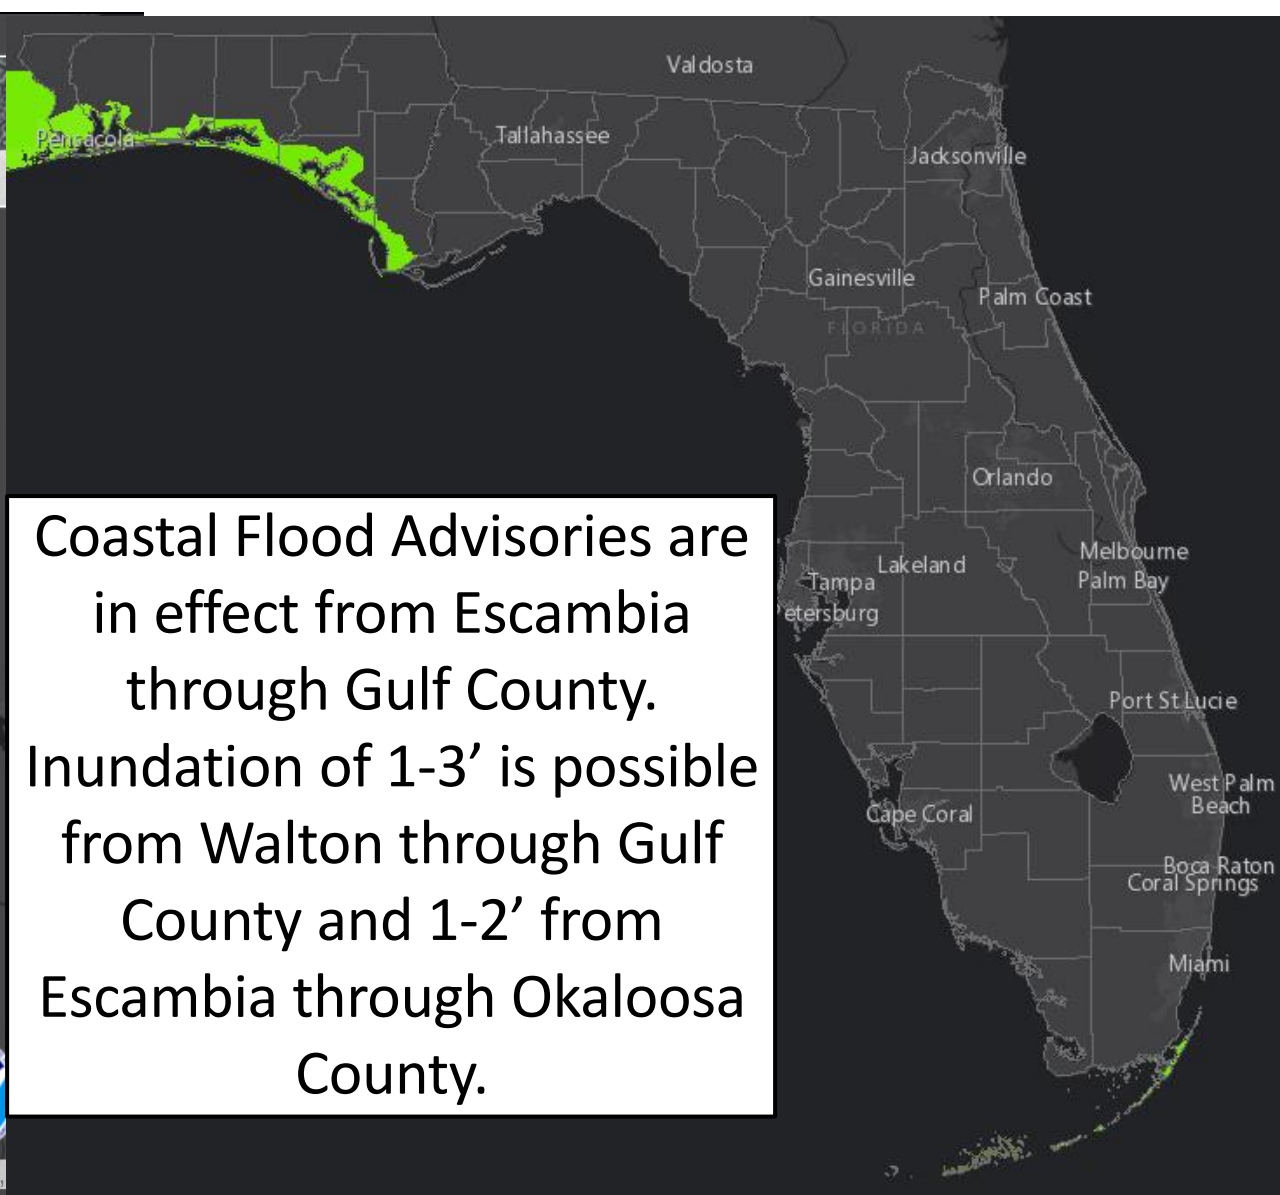 Valdosta
Pensacola
Tallahassee
Jacksonville
Gainesville
Palm Coast
FLORIDA
Orlando
Coastal Flood Advisories are
in effect from Escambia
through Gulf County.
Inundation of 1-3’ is possible
from Walton through Gulf
County and 1-2’ from
Escambia through Okaloosa
County.
Melbourne
Lakeland
Palm Bay
Tampa
etersburg
Port St Lucie
West Palm
Beach
Cape Coral
Boca Raton
Coral Springs
Miami